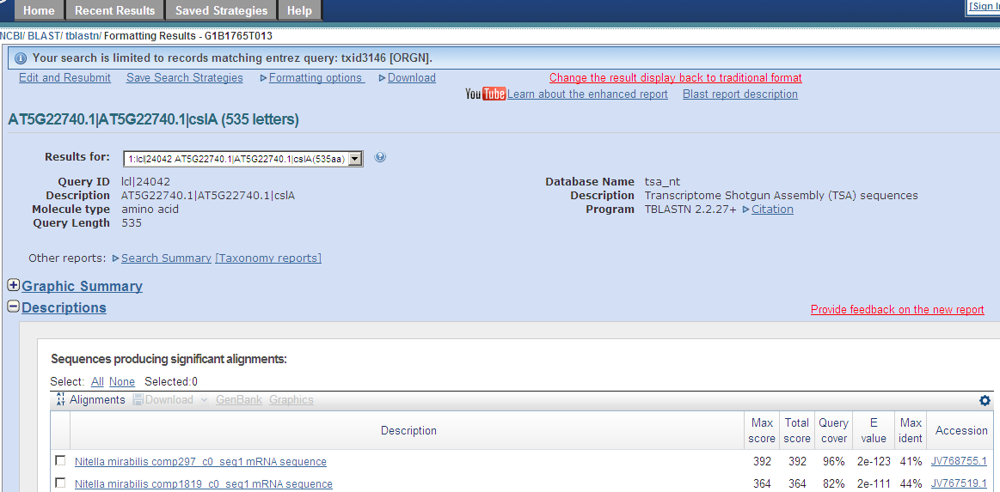 Home Recent Results Saved Strategies Help
[Sign I
NCBI/ BLAST/ tblastn/ Formatting Results - G1B1765T013
Your search is limited to records matching entrez query: txid3146 [ORGN].
Edit and Resubmit Save Search Strategies Formatting options Download Change the result display back to traditional format
YouTube Learn about the enhanced report Blast report description
AT5G22740.1|AT5G22740.1|cslA (535 letters)
Results for: 1:lcl|24042 AT5G22740.1|AT5G22740.1|cslA(535aa)
Query ID lcl|24042
Description AT5G22740.1|AT5G22740.1|cslA
Molecule type amino acid
Query Length 535
Database Name tsa_nt
Description Transcriptome Shotgun Assembly (TSA) sequences
Program TBLASTN 2.2.27+ Citation
Other reports: Search Summary [Taxonomy reports]
Graphic Summary
Descriptions
Provide feedback on the new report
Sequences producing significant alignments:
Select: All None Selected:0
Alignments Download GenBank Graphics
Description Max score Total score Query cover E value Max ident Accession
Nitella mirabilis comp297_c0_seq1 mRNA sequence 392 392 96% 2e-123 41% JV768755.1
Nitella mirabilis comp1819_c0_seq1 mRNA sequence 364 364 82% 2e-111 44% JV767519.1